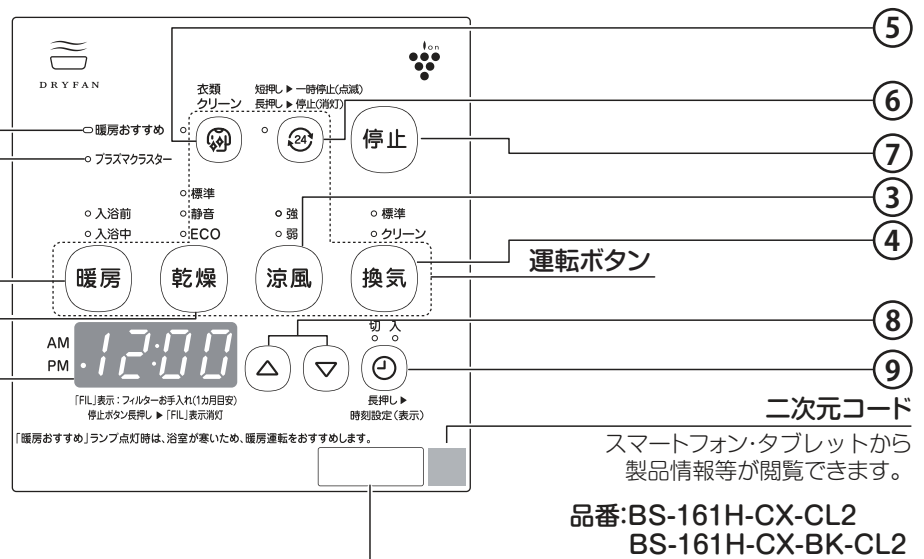 ⑤
ion
DRYFAN
衣類
クリーン
短押し ▶ 一時停止(点滅)
長押し ▶ 停止(消灯)
⑥
暖房おすすめ
24
停止
⑦
プラズマクラスター
標準
③
入浴前
静音
強
標準
入浴中
ECO
弱
クリーン
④
運転ボタン
暖房
乾燥
涼風
換気
切 入
⑧
AM
PM
12:00
⑨
「FIL」表示:フィルターお手入れ(1カ月目安)
停止ボタン長押し ▶「FIL」表示消灯
長押し ▶
時刻設定(表示)
二次元コード
「暖房おすすめ」ランプ点灯時は、浴室が寒いため、暖房運転をおすすめします。
スマートフォン・タブレットから
製品情報等が閲覧できます。
品番:BS-161H-CX-CL2
BS-161H-CX-BK-CL2